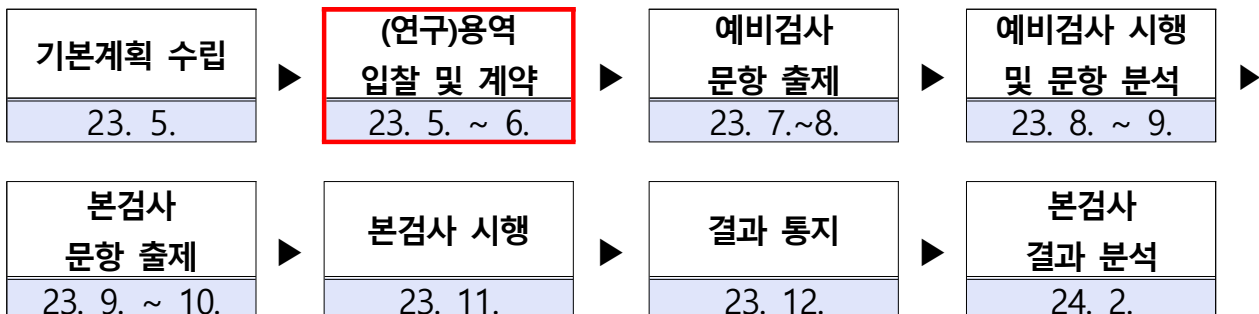 기본계획 수립
23. 5.
▶
(연구)용역
입찰 및 계약
23. 5. ~ 6.
▶
예비검사
문항 출제
23. 7.~8.
▶
예비검사 시행
및 문항 분석
23. 8. ~ 9.
▶
본검사
문항 출제
23. 9. ~ 10.
▶
본검사 시행
23. 11.
▶
결과 통지
23. 12.
▶
본검사
결과 분석
24. 2.